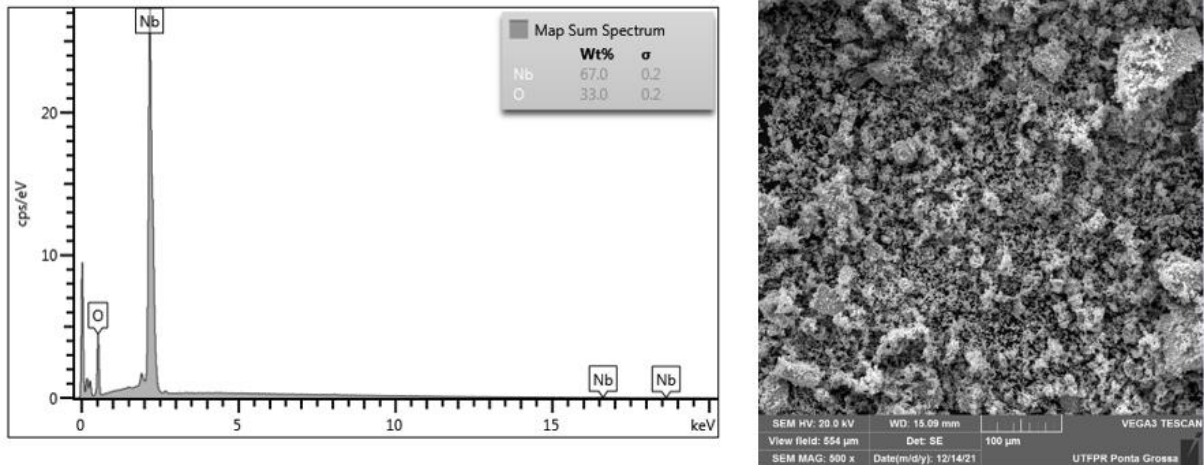 Nb
Map Sum Spectrum
Wt% σ
Nb 67.0 0.2
O 33.0 0.2
20
cps/eV
10
O
Nb Nb
0
0 5 10 15 keV
SEM HV: 20.0 kV WD: 15.09 mm VEGA3 TESCAN
View field: 554 µm Det: SE 100 µm
SEM MAG: 500 x Date(m/d/y): 12/14/21 UTFPR Ponta Grossa